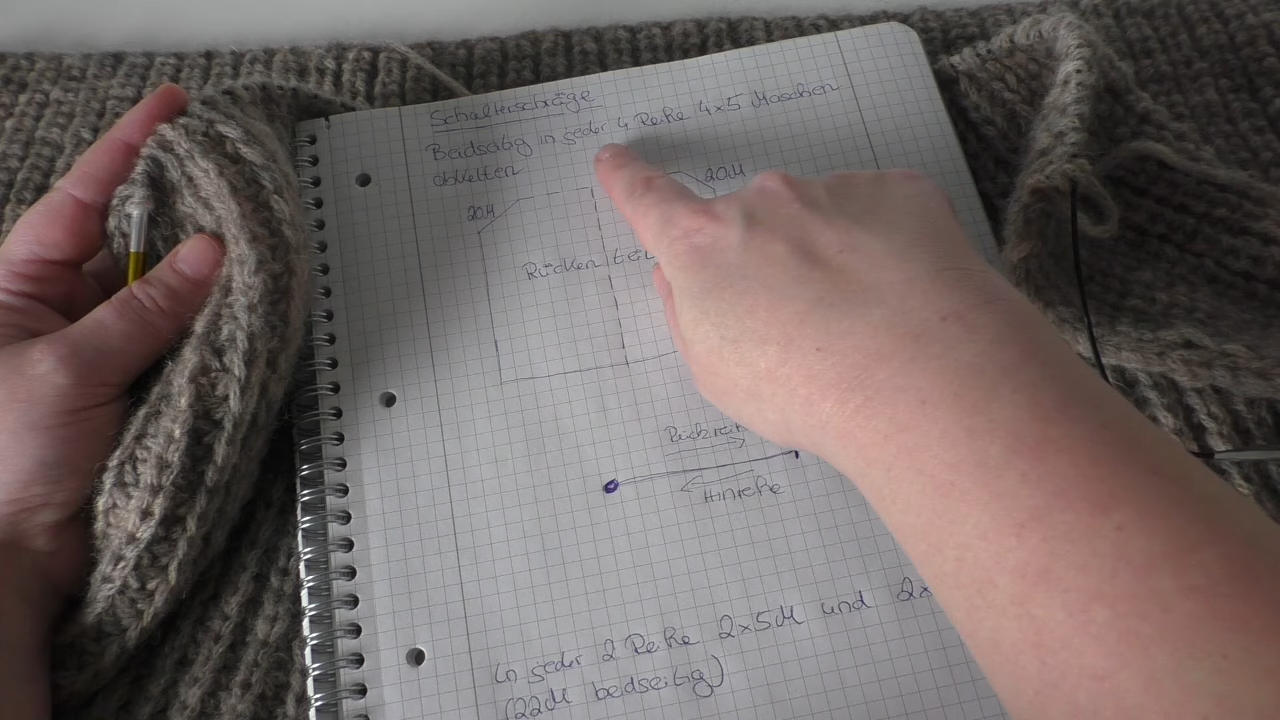 Schulterschräge
Beidseitig in jeder 4 Reihe 4x5 Maschen
abketten
20M
20M
Rückenteil
Rückreih
Hinreihe
in jeder 2 Reihe 2x5M und 2x
(22M beidseitig)